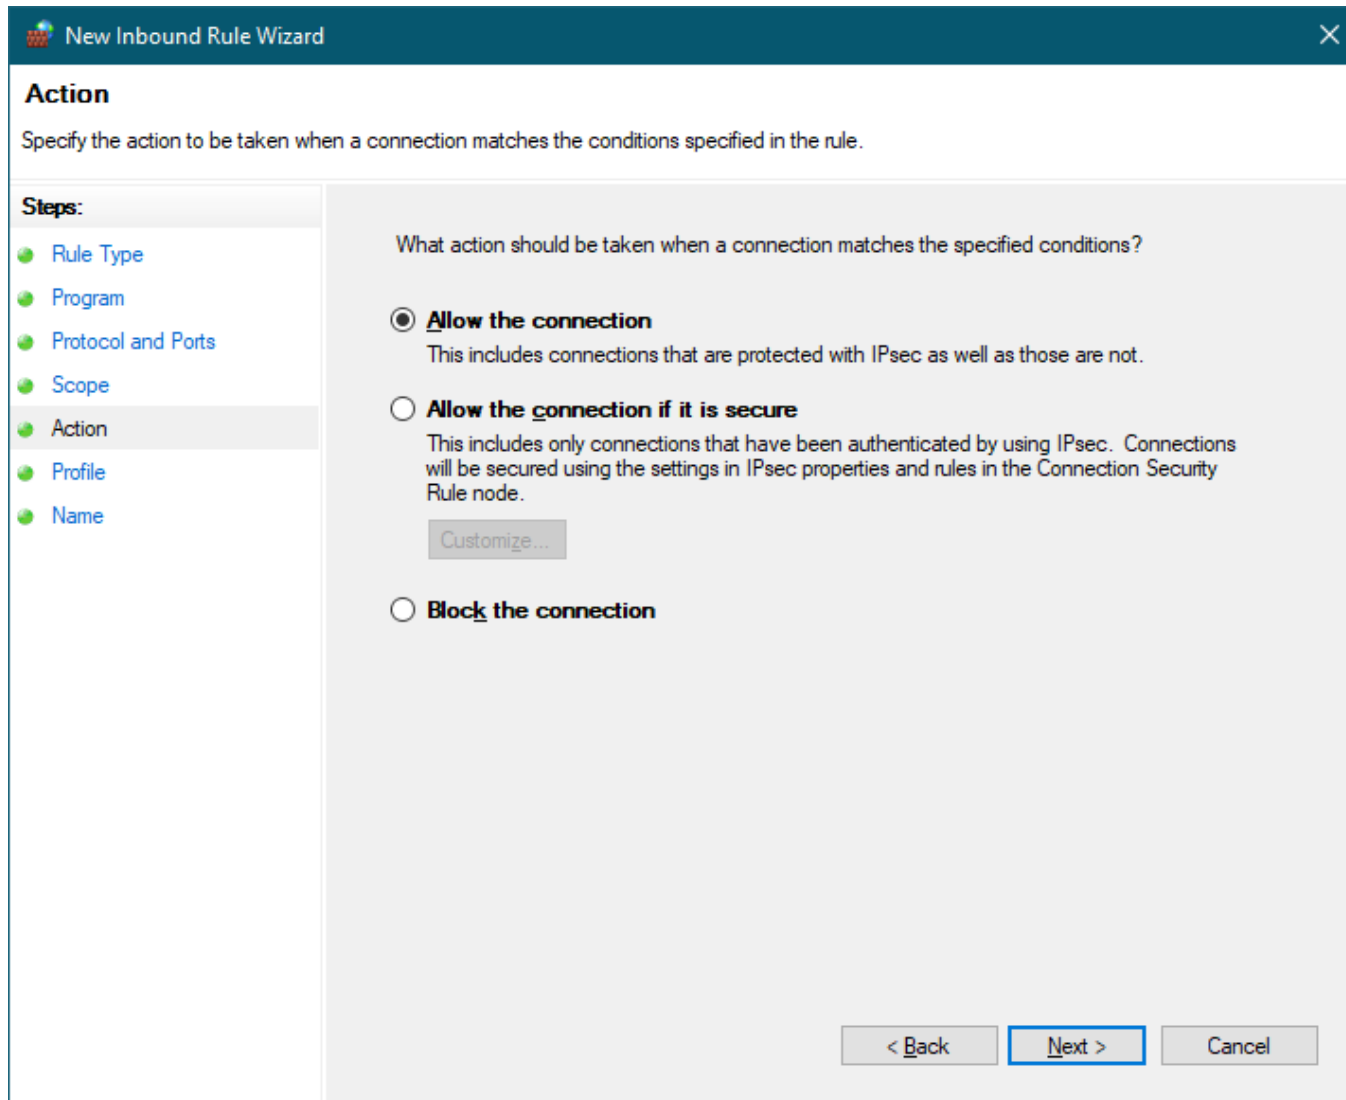 New Inbound Rule Wizard
Action
Specify the action to be taken when a connection matches the conditions specified in the rule.
Steps:
Rule Type
Program
Protocol and Ports
Scope
Action
Profile
Name
What action should be taken when a connection matches the specified conditions?
Allow the connection
This includes connections that are protected with IPsec as well as those are not.
Allow the connection if it is secure
This includes only connections that have been authenticated by using IPsec. Connections
will be secured using the settings in IPsec properties and rules in the Connection Security
Rule node.
Customize...
Block the connection
< Back
Next >
Cancel